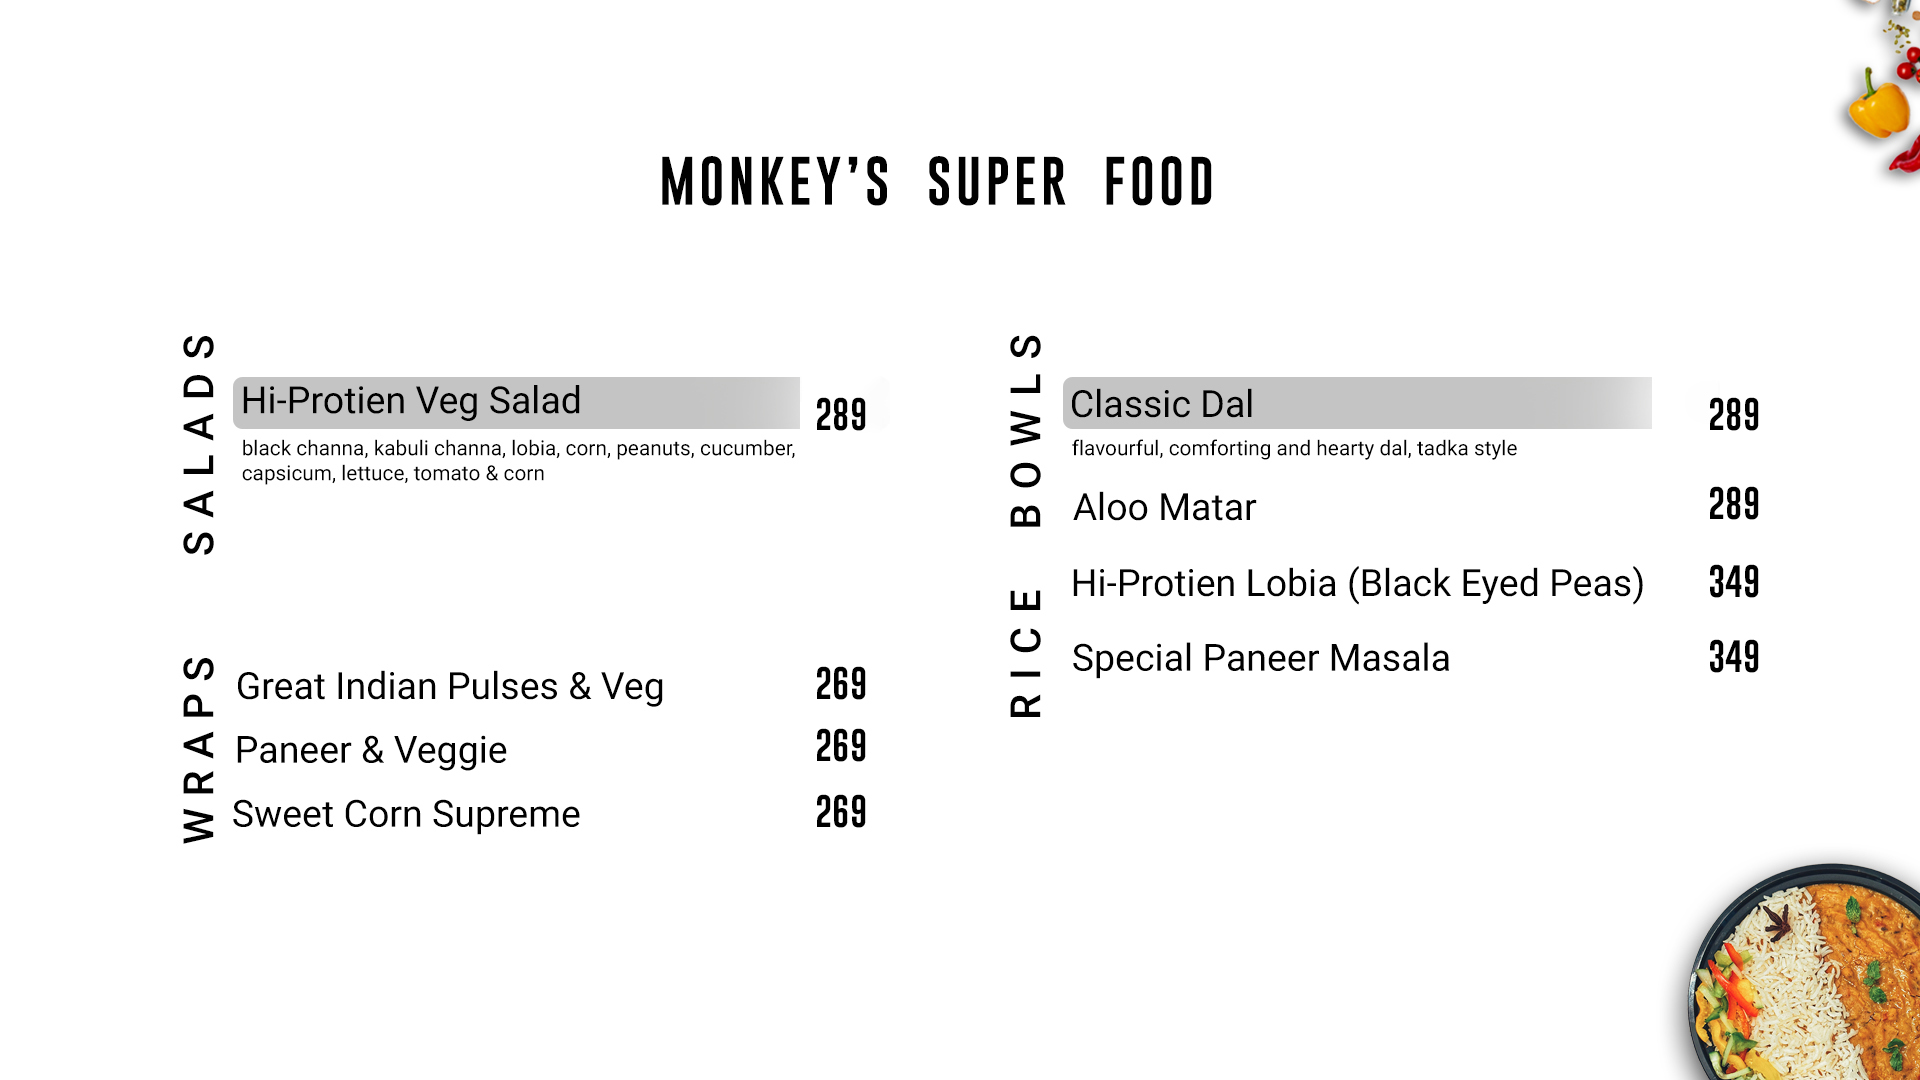 MONKEY'S SUPER FOOD
SALADS
Hi-Protien Veg Salad 289
black channa, kabuli channa, lobia, corn, peanuts, cucumber,
capsicum, lettuce, tomato & corn
WRAPS
Great Indian Pulses & Veg 269
Paneer & Veggie 269
Sweet Corn Supreme 269
RICE BOWLS
Classic Dal 289
flavourful, comforting and hearty dal, tadka style
Aloo Matar 289
Hi-Protien Lobia (Black Eyed Peas) 349
Special Paneer Masala 349